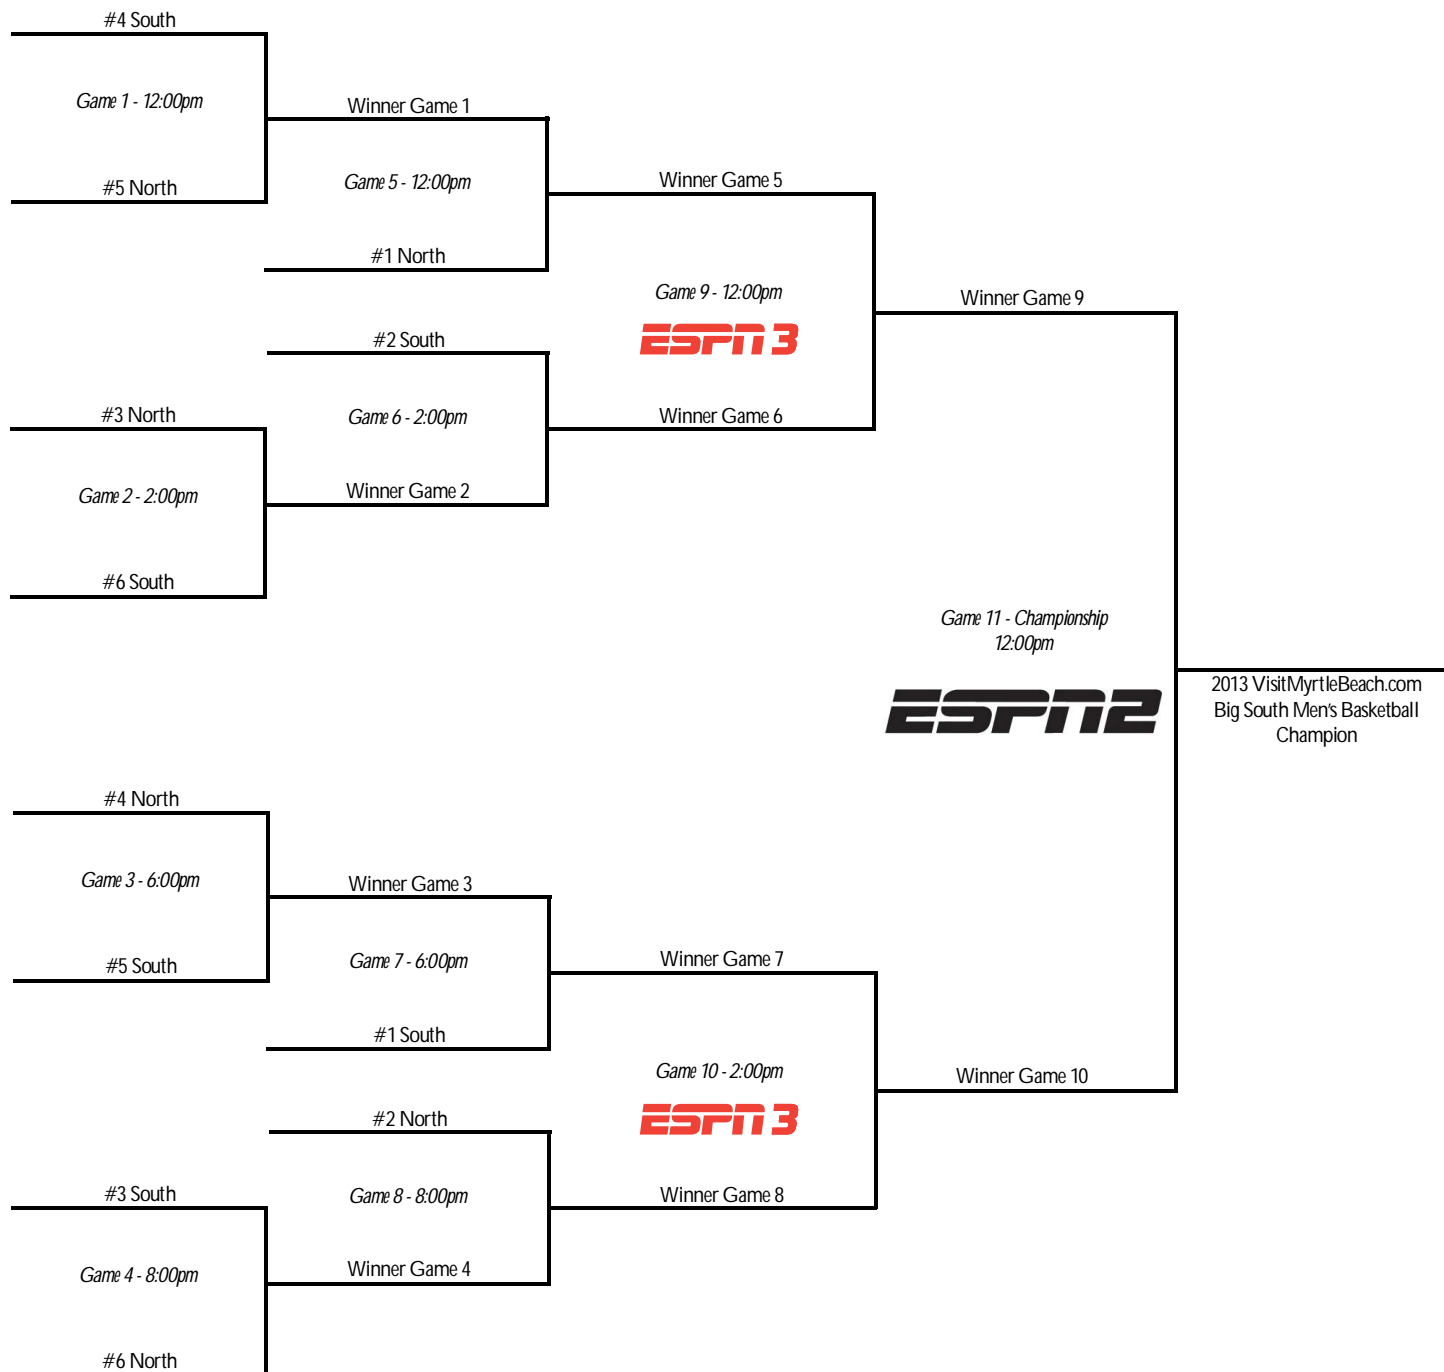 #4 South
Game 1 - 12:00pm
#5 North
Winner Game 1
Game 5 - 12:00pm
#1 North
#2 South
Game 6 - 2:00pm
Winner Game 2
#3 North
Game 2 - 2:00pm
#6 South
Winner Game 5
Game 9 - 12:00pm
ESPN3
Winner Game 6
Winner Game 9
Game 11 - Championship
12:00pm
ESPN2
2013 VisitMyrtleBeach.com
Big South Men's Basketball
Champion
#4 North
Game 3 - 6:00pm
#5 South
Winner Game 3
Game 7 - 6:00pm
#1 South
#2 North
Game 8 - 8:00pm
Winner Game 4
#3 South
Game 4 - 8:00pm
#6 North
Winner Game 7
Game 10 - 2:00pm
ESPN3
Winner Game 8
Winner Game 10